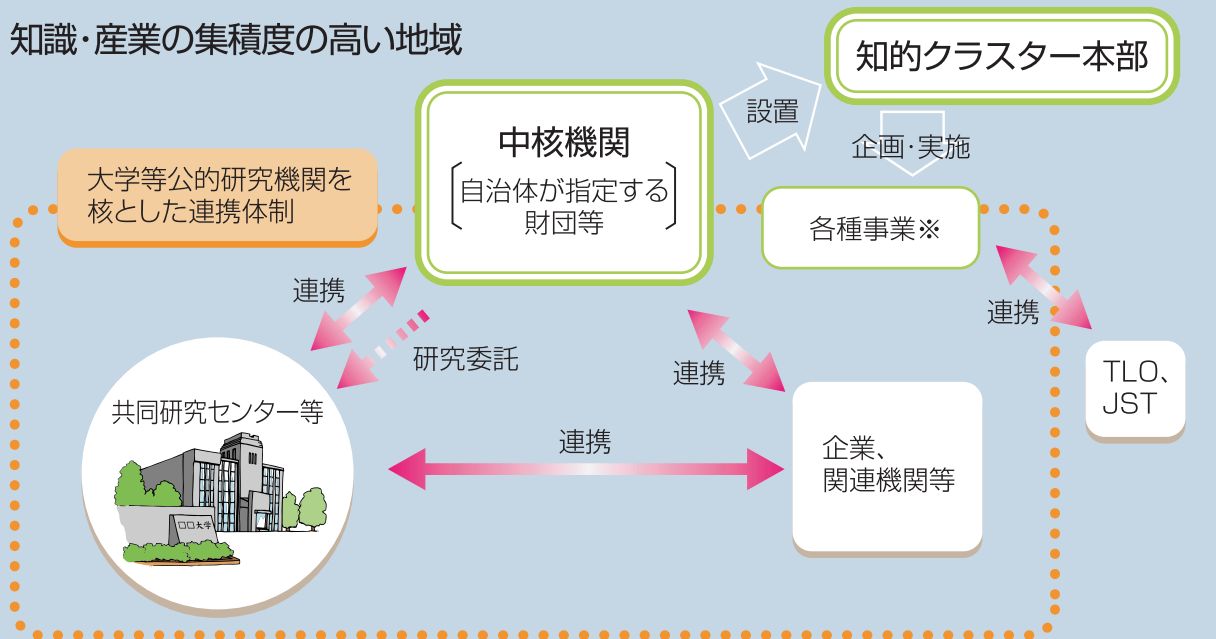 知識・産業の集積度の高い地域
知的クラスター本部
設置
企画・実施
中核機関
自治体が指定する
財団等
大学等公的研究機関を
核とした連携体制
各種事業※
連携
研究委託
連携
連携
TLO、
JST
共同研究センター等
□□大学
連携
企業、
関連機関等